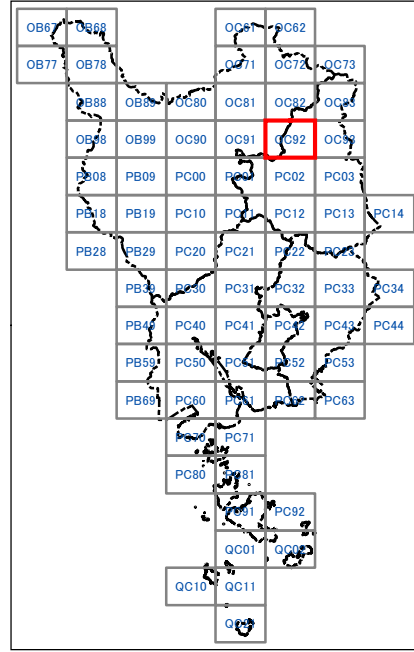 OB67 OB68 OC61 OC62
OB77 OB78 OC71 OC72 OC73
OB88 OB89 OC80 OC81 OC82 OC83
OB98 OB99 OC90 OC91 OC92 OC93
PB08 PB09 PC00 PC01 PC02 PC03
PB18 PB19 PC10 PC11 PC12 PC13 PC14
PB28 PB29 PC20 PC21 PC22 PC23
PB39 PC30 PC31 PC32 PC33 PC34
PB49 PC40 PC41 PC42 PC43 PC44
PB59 PC50 PC51 PC52 PC53
PB69 PC60 PC61 PC62 PC63
PC70 PC71
PC80 PC81
PC91 PC92
QC01 QC02
QC10 QC11
QC21